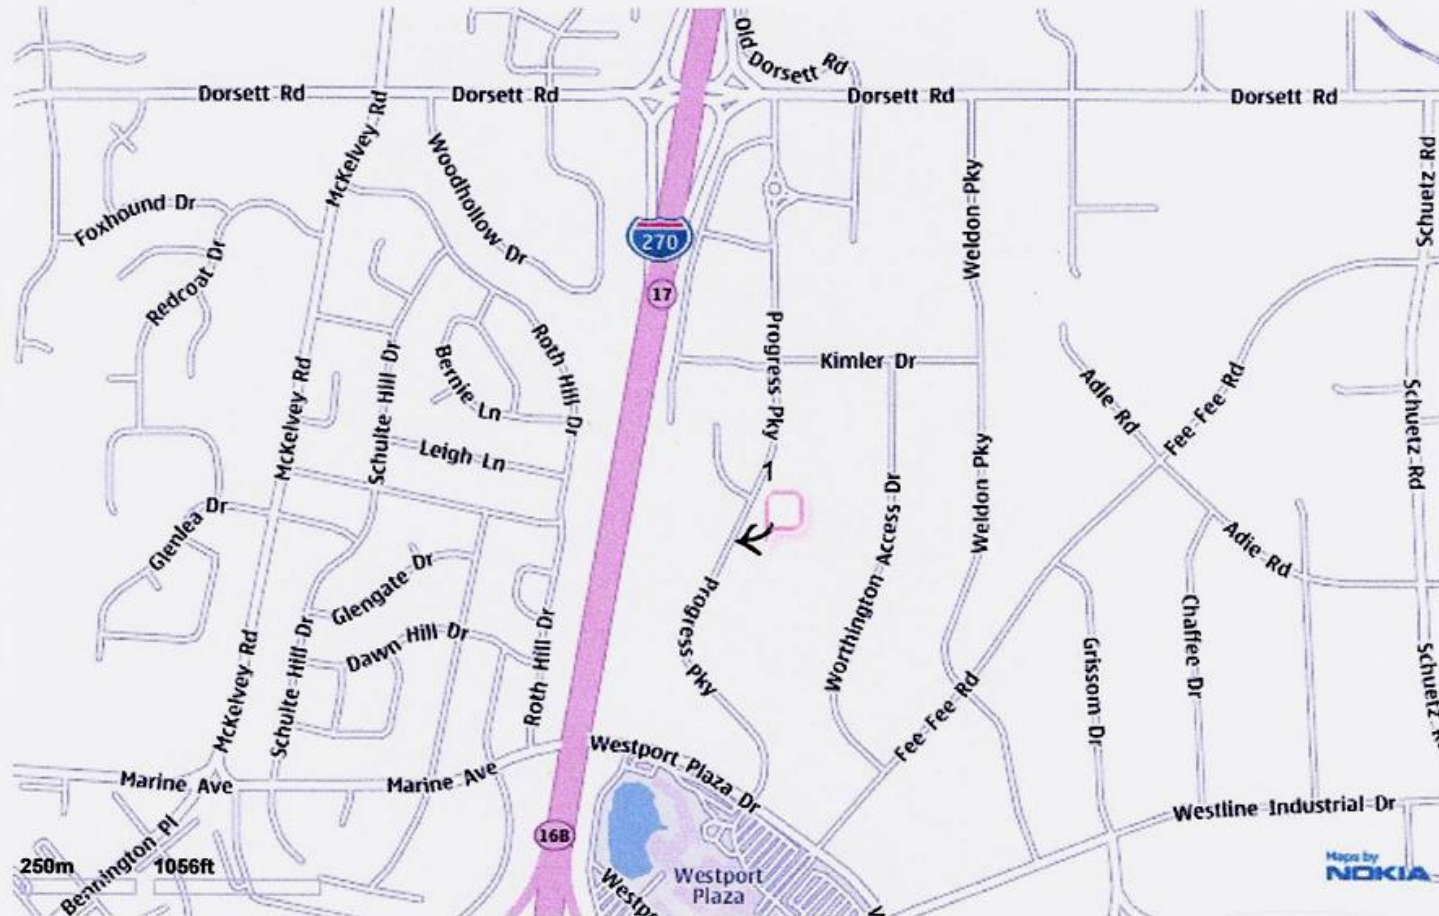 Old Dorsett Rd
Dorsett Rd
Dorsett Rd
Dorsett Rd
Dorsett Rd
McKelvey Rd
Woodhollow Dr
Weldon-Pky
Schuetz Rd
Foxhound Dr
Redcoat Dr
270
17
Progress-Pky
Kimler Dr
Roth-Hill-Dr
Bernie Ln
McKelvey Rd
Schulte-Hill-Dr
Leigh Ln
Adie-Rd
Fee-Fee-Rd
Schuetz-Rd
1
Weldon-Pky
Worthington Access-Dr
Glenlea Dr
Adie-Rd
Glengate Dr
Progress-Pky
Dawn Hill Dr
Roth-Hill-Dr
Schulte-Hill-Dr
McKelvey Rd
Chaffee-Dr
Grissom-Dr
Schuetz
Fee-Fee-Rd
Westport Plaza Dr
Marine Ave
Marine Ave
Westline Industrial Dr
16B
250m 1056ft
Bennington Pl
Westport
Plaza
Westpo
Maps by
NOKIA